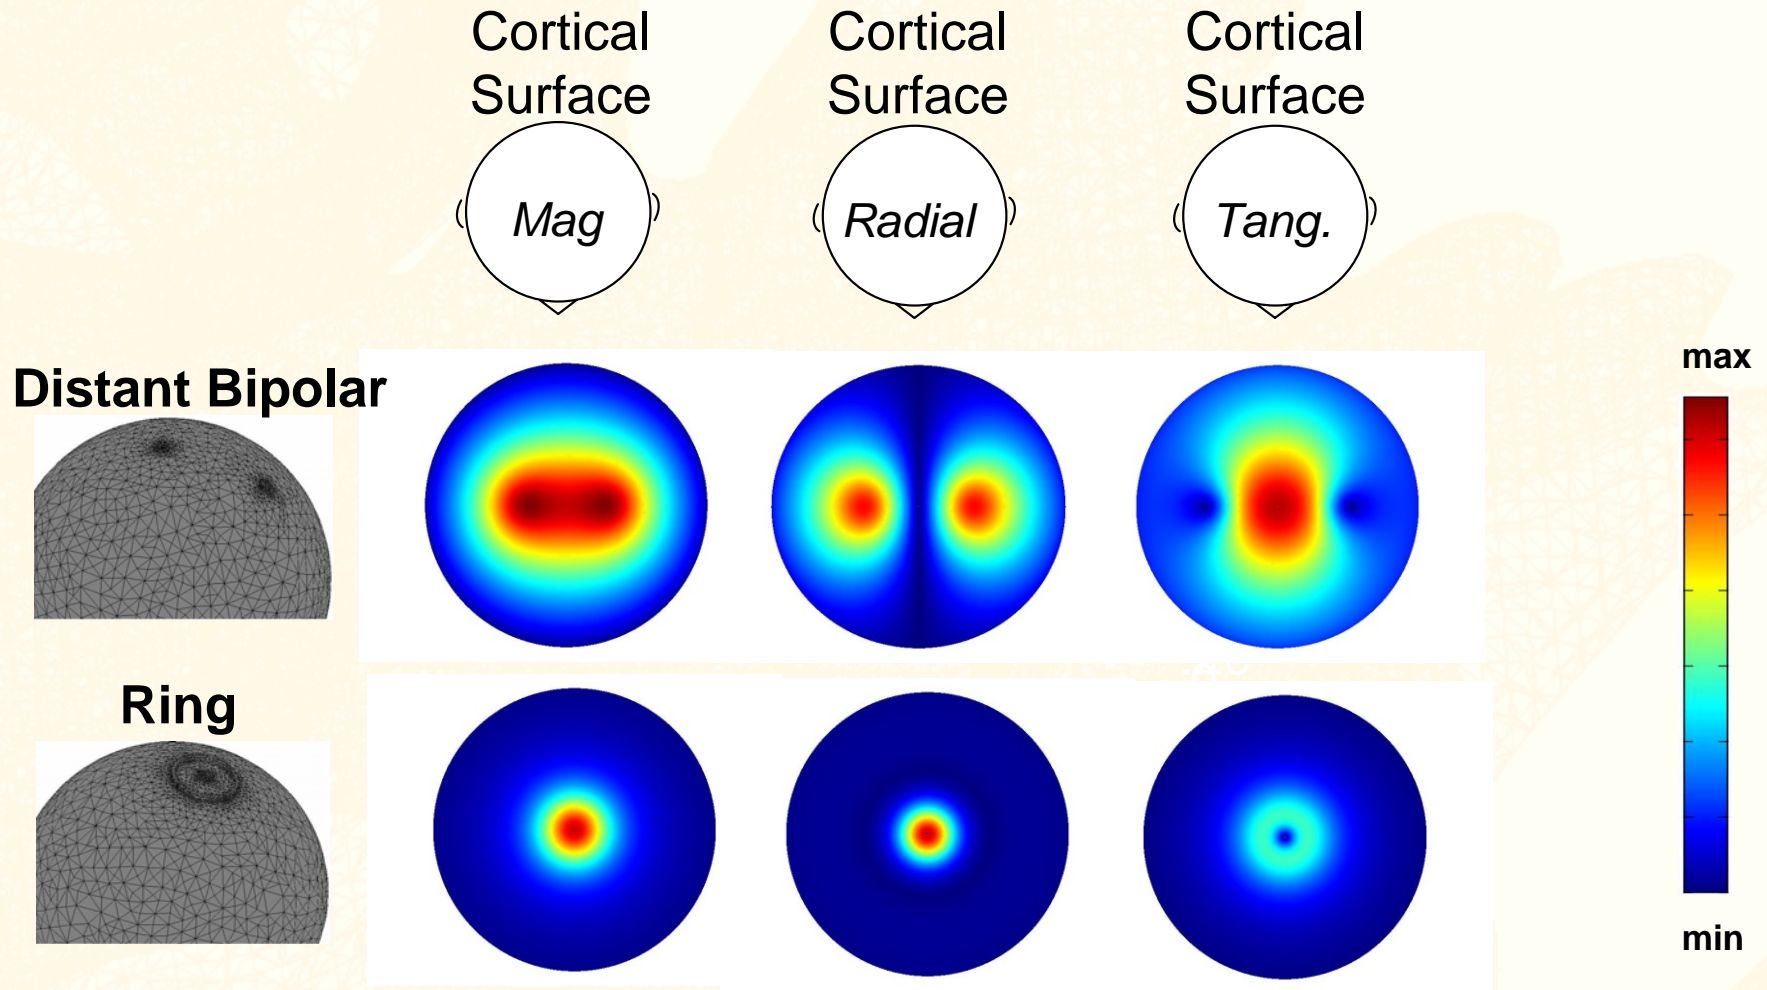 Cortical
Surface
Cortical
Surface
Cortical
Surface
Mag
Radial
Tang.
max
Distant Bipolar
Ring
min